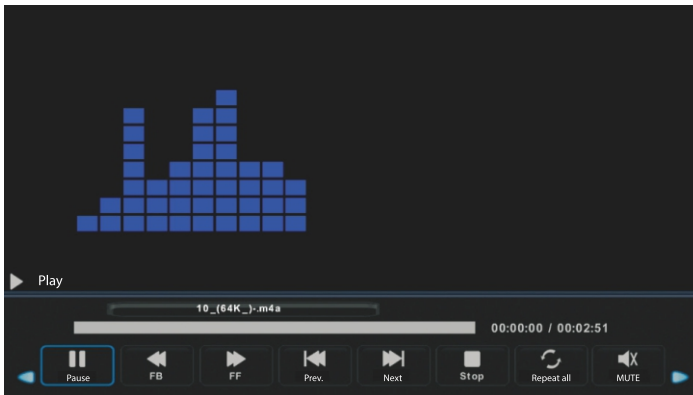 Play
10_(64K_)-.m4a
00:00:00 / 00:02:51
Pause FB FF Prev. Next Stop Repeat all MUTE